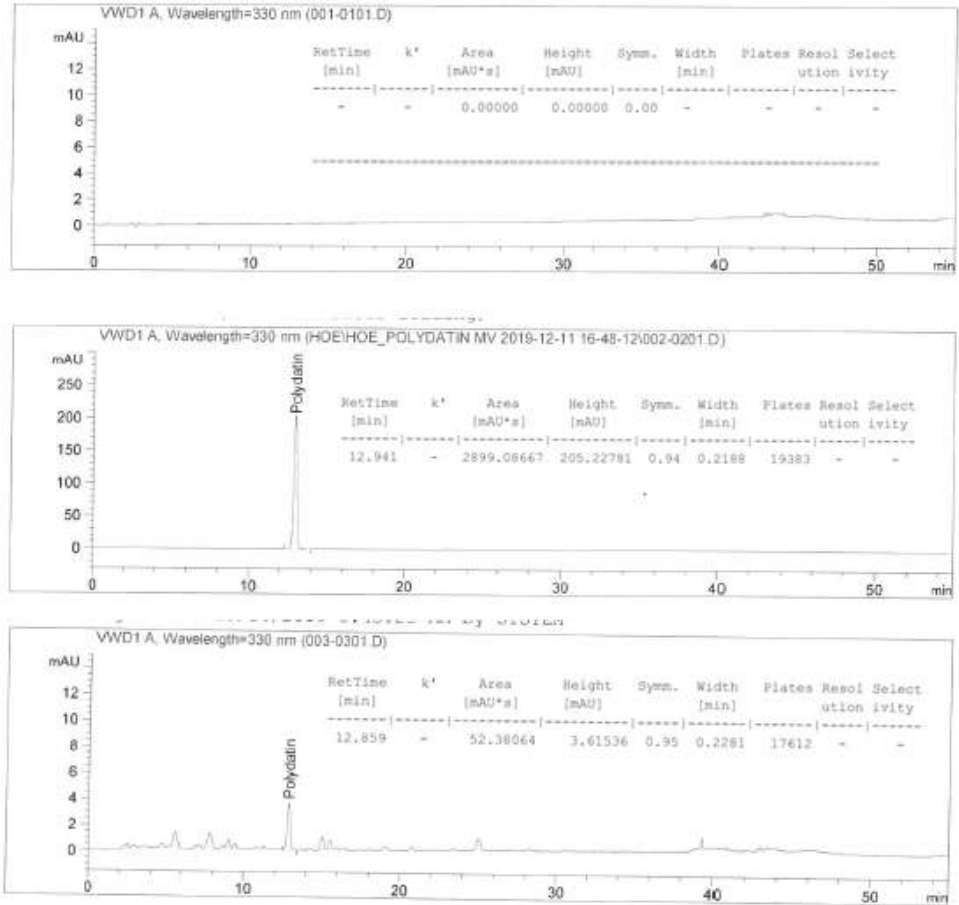 VWD1 A, Wavelength=330 nm (001-0101.D)
mAU
RetTime k' Area Height Symm. Width Plates Resol Select
[min] [mAU*s] [mAU] [min] ution ivity
- - 0.00000 0.00000 0.00 - - - -
12
10
8
6
4
2
0
0 10 20 30 40 50 min
VWD1 A, Wavelength=330 nm (HOE\HOE_POLYDATIN MV 2019-12-11 16-48-12\002-0201.D)
mAU
Polydatin
RetTime k' Area Height Symm. Width Plates Resol Select
[min] [mAU*s] [mAU] [min] ution ivity
12.941 - 2899.08667 205.22781 0.94 0.2188 19383 - -
250
200
150
100
50
0
0 10 20 30 40 50 min
VWD1 A, Wavelength=330 nm (003-0301.D)
mAU
Polydatin
RetTime k' Area Height Symm. Width Plates Resol Select
[min] [mAU*s] [mAU] [min] ution ivity
12.859 - 52.38064 3.61536 0.95 0.2281 17612 - -
12
10
8
6
4
2
0
0 10 20 30 40 50 min